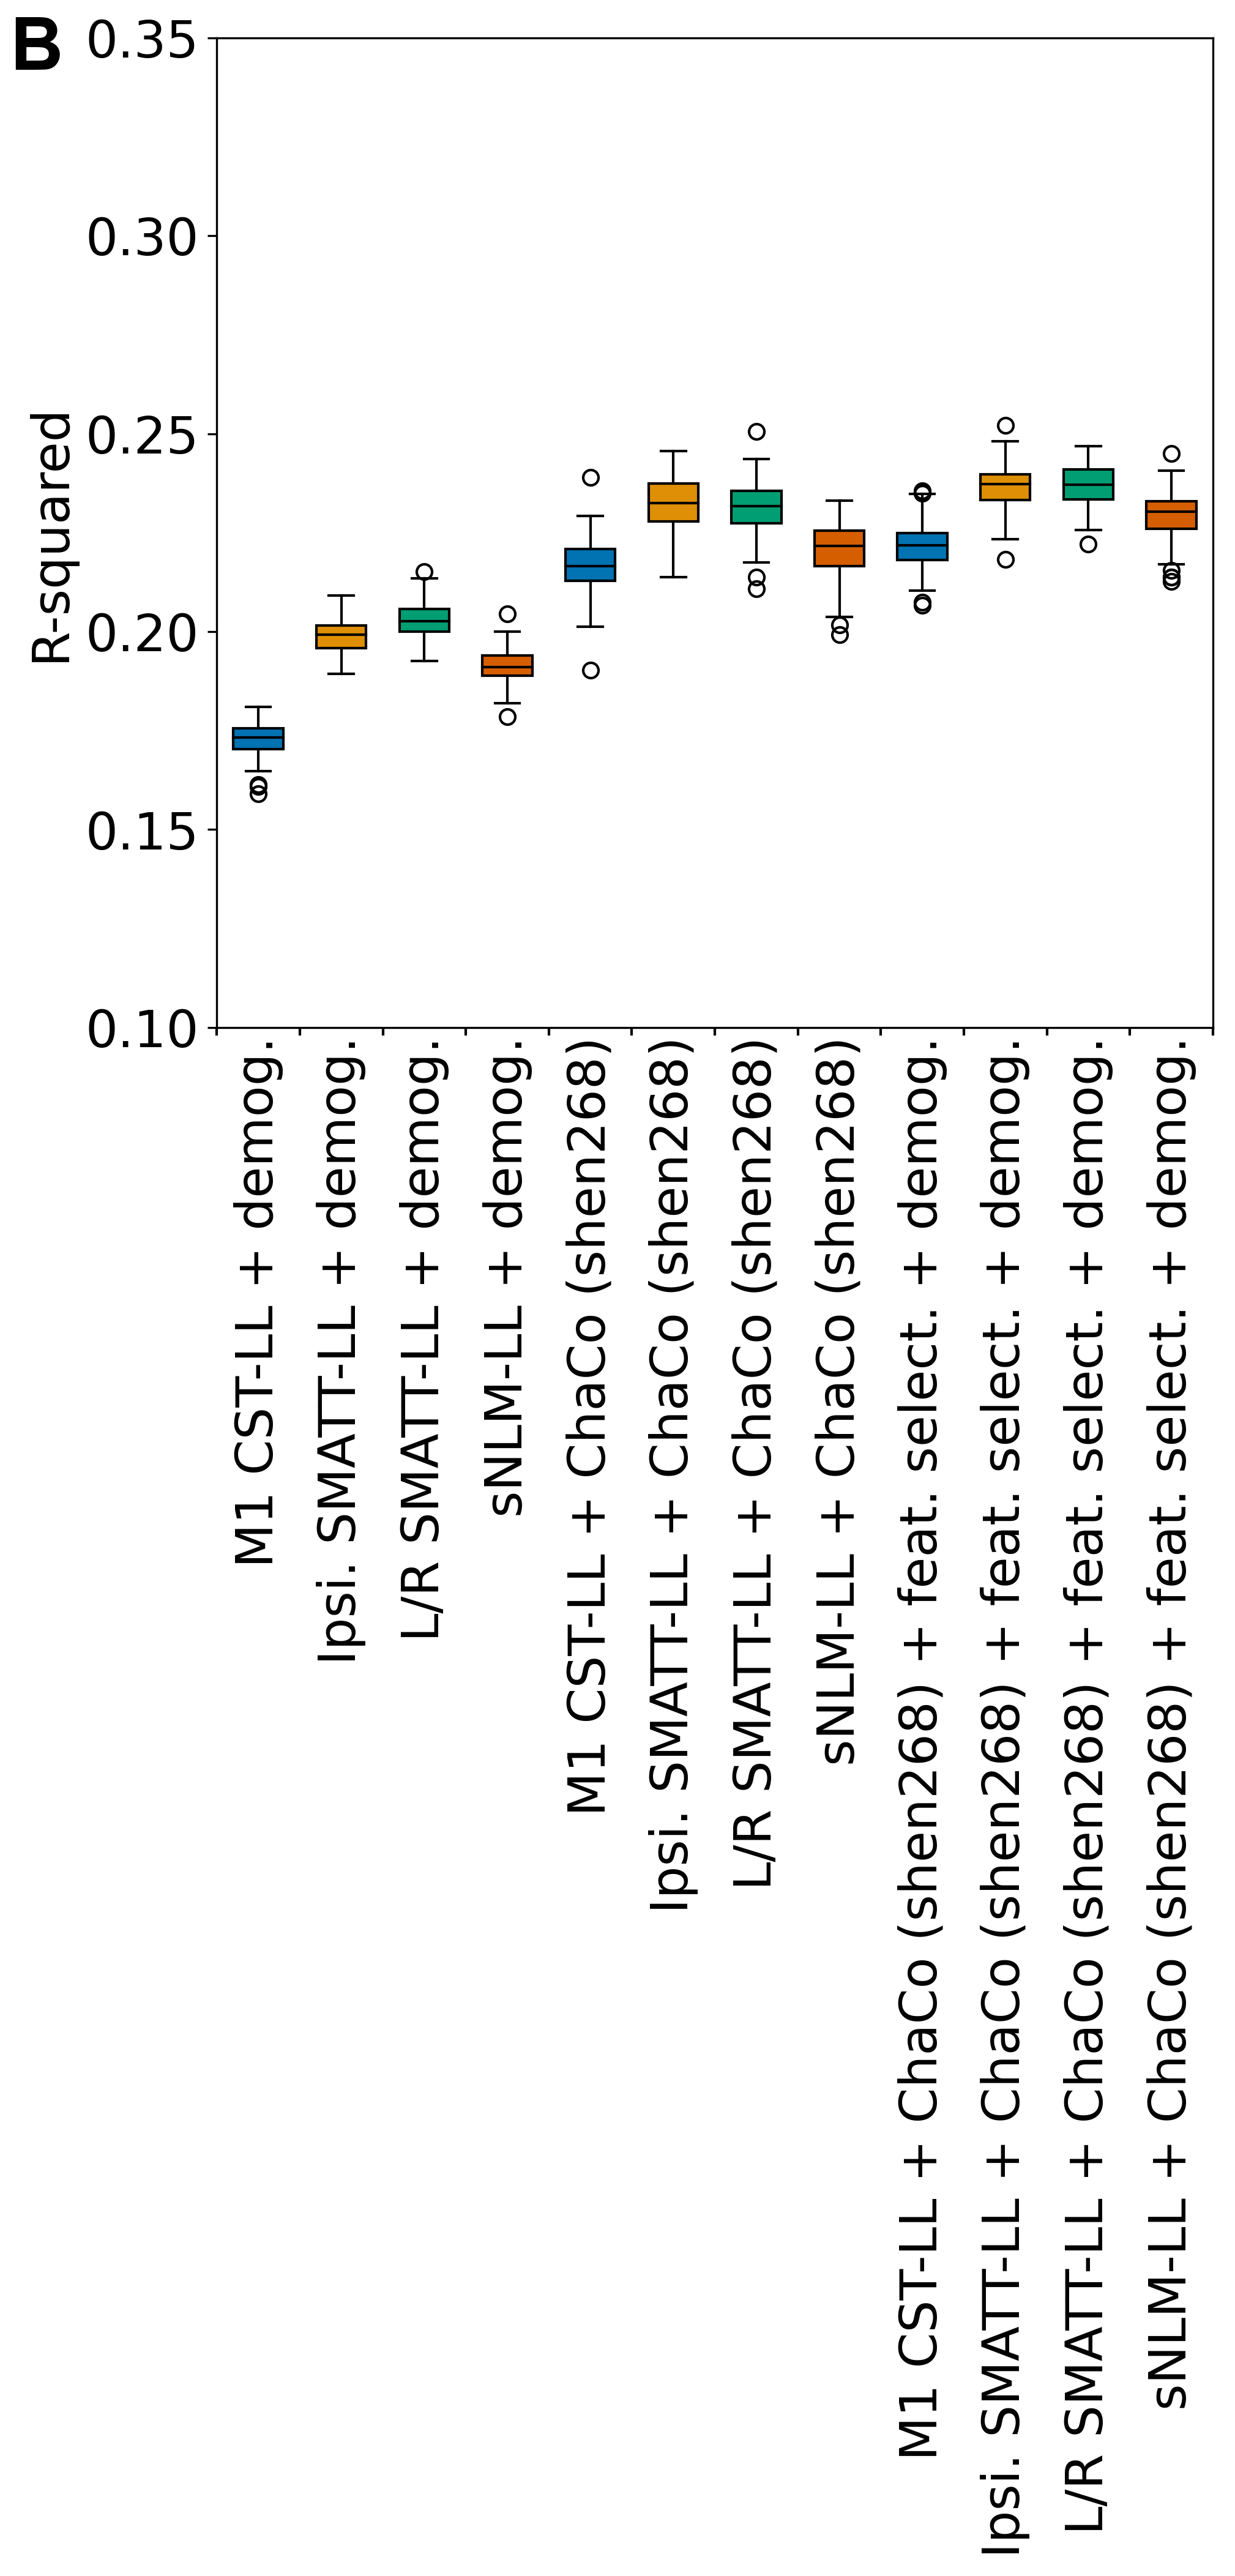 B
0.35
0.30
0.25
0.20
0.15
0.10
R-squared
M1 CST-LL + demog.
Ipsi. SMATT-LL + demog.
L/R SMATT-LL + demog.
sNLM-LL + demog.
M1 CST-LL + ChaCo (shen268)
Ipsi. SMATT-LL + ChaCo (shen268)
L/R SMATT-LL + ChaCo (shen268)
sNLM-LL + ChaCo (shen268)
M1 CST-LL + ChaCo (shen268) + feat. select. + demog.
Ipsi. SMATT-LL + ChaCo (shen268) + feat. select. + demog.
L/R SMATT-LL + ChaCo (shen268) + feat. select. + demog.
sNLM-LL + ChaCo (shen268) + feat. select. + demog.